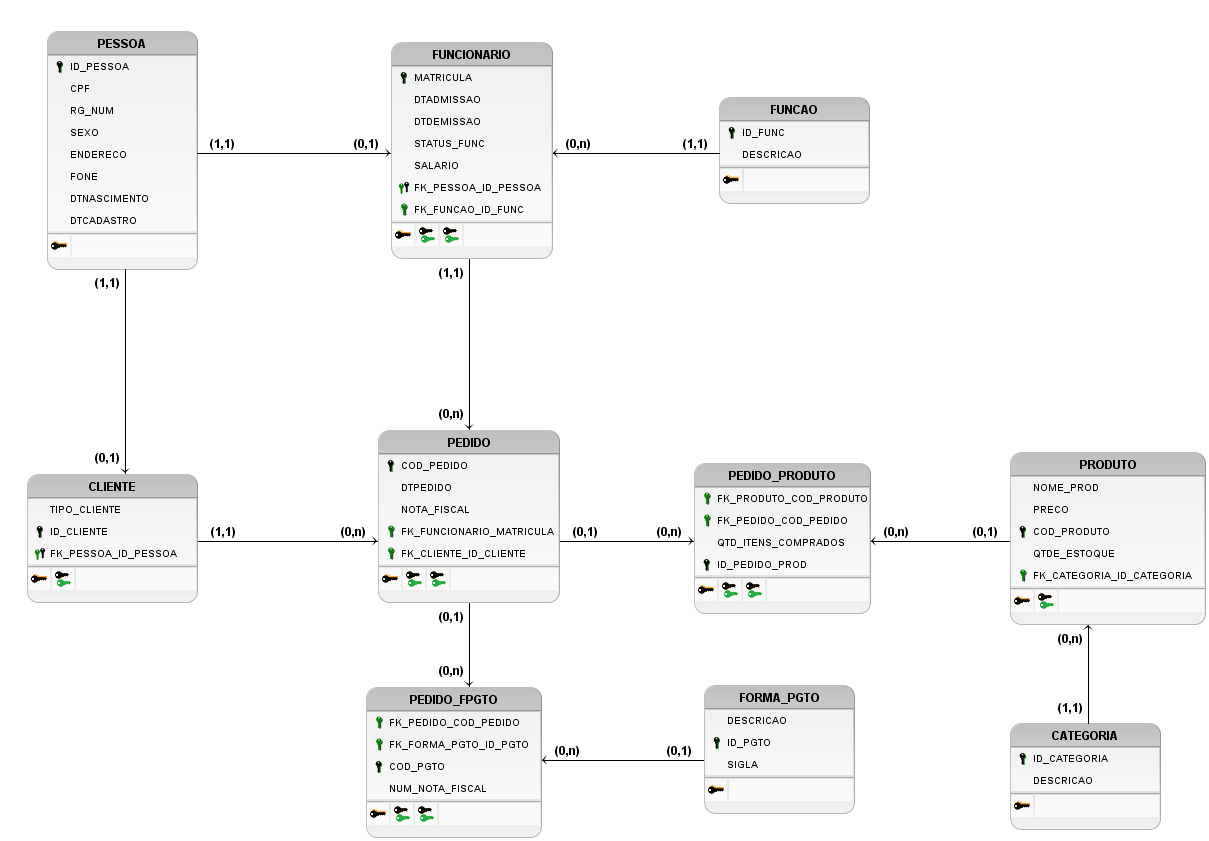 PESSOA
ID_PESSOA
CPF
RG_NUM
SEXO
ENDERECO
FONE
DTNASCIMENTO
DTCADASTRO
(1,1)
(0,1)
FUNCIONARIO
MATRICULA
DTADMISSAO
DTDEMISSAO
STATUS_FUNC
SALARIO
FK_PESSOA_ID_PESSOA
FK_FUNCAO_ID_FUNC
(0,n)
(1,1)
FUNCAO
ID_FUNC
DESCRICAO
(1,1)
(0,1)
(1,1)
(0,n)
CLIENTE
TIPO_CLIENTE
ID_CLIENTE
FK_PESSOA_ID_PESSOA
(1,1)
(0,n)
PEDIDO
COD_PEDIDO
DTPEDIDO
NOTA_FISCAL
FK_FUNCIONARIO_MATRICULA
FK_CLIENTE_ID_CLIENTE
(0,1)
(0,n)
PEDIDO_PRODUTO
FK_PRODUTO_COD_PRODUTO
FK_PEDIDO_COD_PEDIDO
QTD_ITENS_COMPRADOS
ID_PEDIDO_PROD
(0,n)
(0,1)
PRODUTO
NOME_PROD
PRECO
COD_PRODUTO
QTDE_ESTOQUE
FK_CATEGORIA_ID_CATEGORIA
(0,1)
(0,n)
PEDIDO_FPGTO
FK_PEDIDO_COD_PEDIDO
FK_FORMA_PGTO_ID_PGTO
COD_PGTO
NUM_NOTA_FISCAL
(0,n)
(0,1)
FORMA_PGTO
DESCRICAO
ID_PGTO
SIGLA
(0,n)
(1,1)
CATEGORIA
ID_CATEGORIA
DESCRICAO